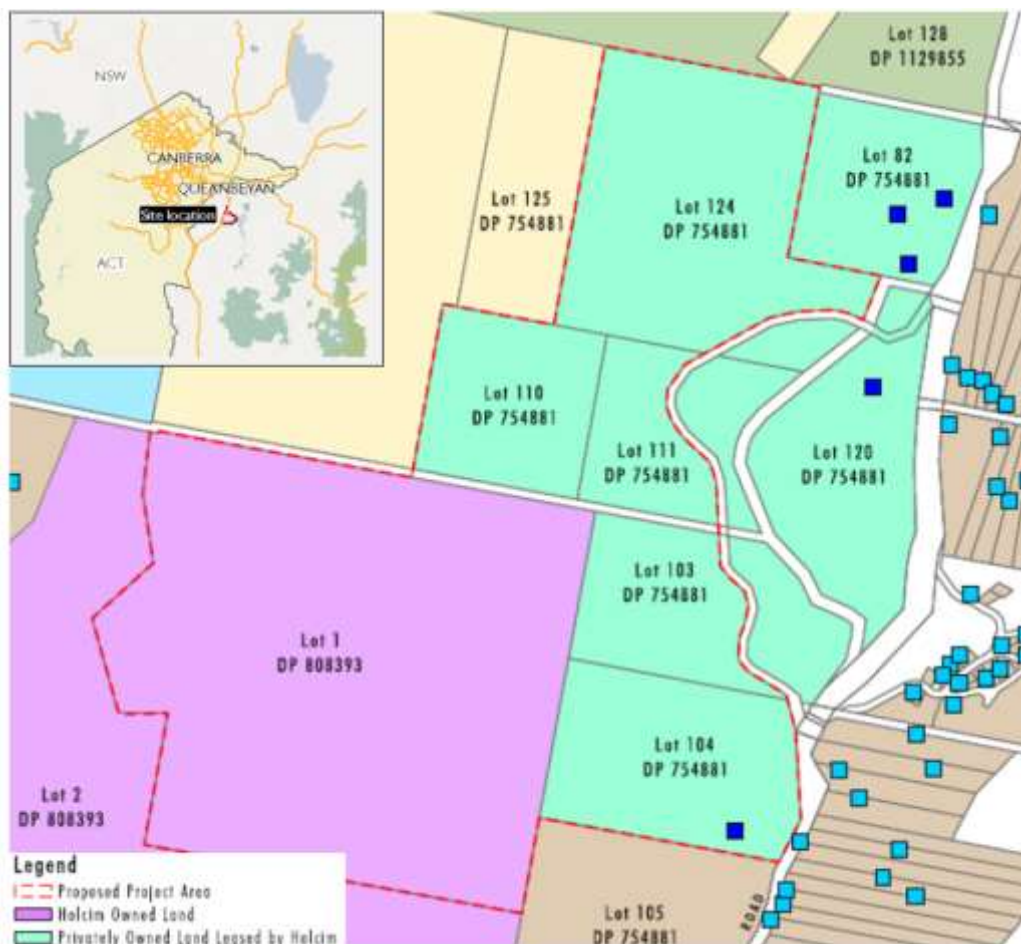 NSW
CANBERRA
QUEANBEYAN
Site location
ACT
Lot 128
DP 1129855
Lot 82
DP 754881
Lot 125
DP 754881
Lot 124
DP 754881
Lot 110
DP 754881
Lot 111
DP 754881
Lot 120
DP 754881
Lot 103
DP 754881
Lot 1
DP 808393
Lot 104
DP 754881
Lot 2
DP 808393
Lot 105
DP 754881
ROAD
Legend
Proposed Project Area
Holcim Owned Land
Privately Owned Land Leased by Holcim